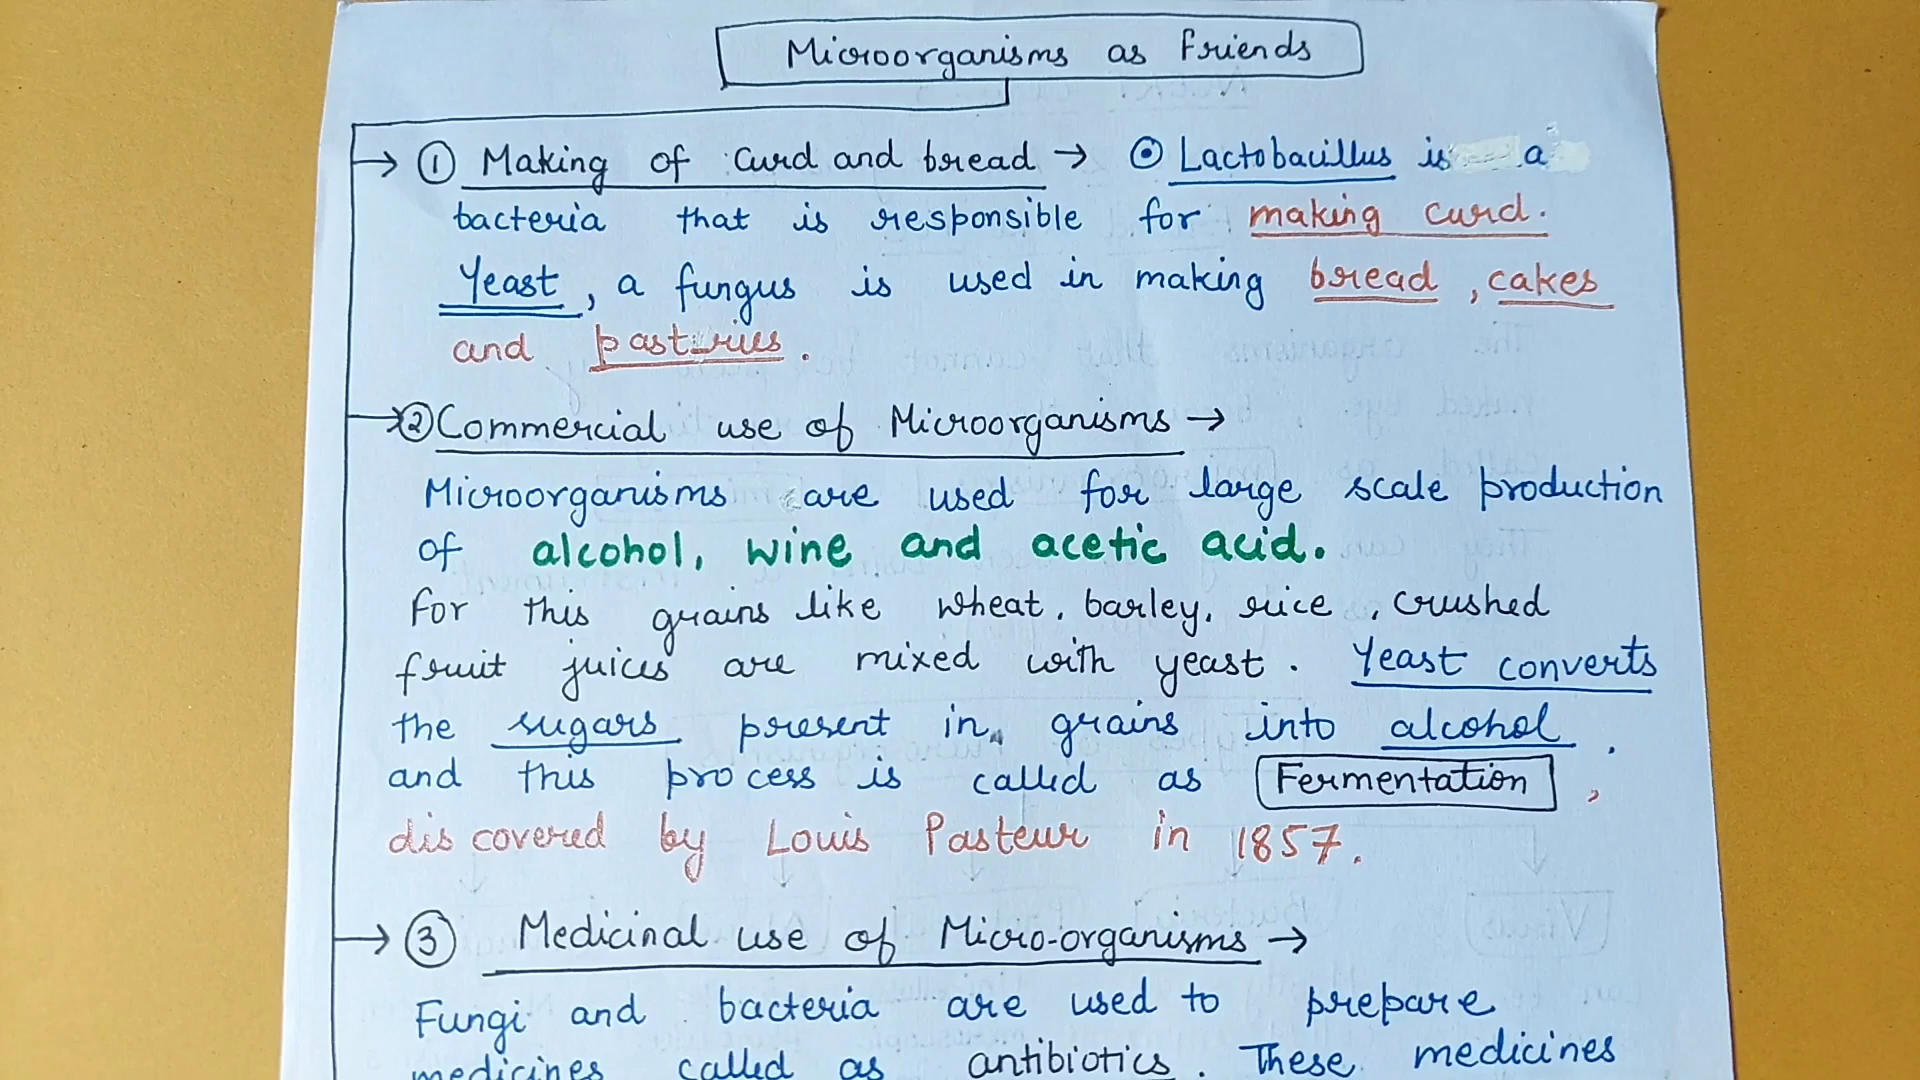 Microorganisms as friends
① Making of curd and bread → ⊙ Lactobacillus is a
bacteria that is responsible for making curd.
Yeast, a fungus is used in making bread, cakes
and pastries.
② Commercial use of Microorganisms →
Microorganisms are used for large scale production
of alcohol, wine and acetic acid.
For this grains like wheat, barley, rice, crushed
fruit juices are mixed with yeast. Yeast converts
the sugars present in grains into alcohol.
and this process is called as Fermentation,
discovered by Louis Pasteur in 1857.
③ Medicinal use of Micro-organisms →
Fungi and bacteria are used to prepare
medicines called as antibiotics. These medicines